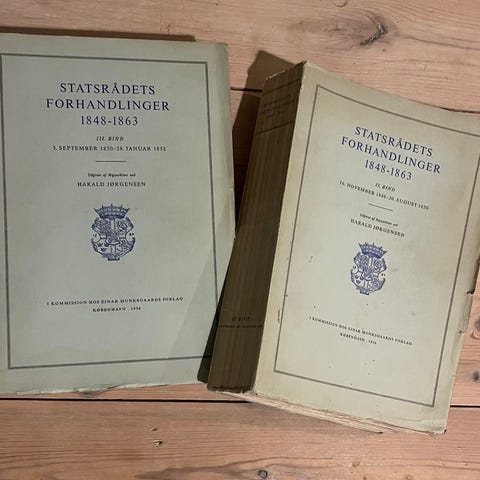 STATSRÅDETS
FORHANDLINGER
1848-1863
III. BIND
3. SEPTEMBER 1850-28. JANUAR 1852
Udgivet af Rigsarkivet ved
HARALD JØRGENSEN
I KOMMISSION HOS EJNAR MUNKSGAARDS FORLAG
KØBENHAVN
STATSRÅDETS
FORHANDLINGER
1848-1863
II. BIND
16. NOVEMBER 1848-30. AUGUST 1850
Udgivet af Rigsarkivet ved
HARALD JØRGENSEN
I KOMMISSION HOS EJNAR MUNKSGAARDS FORLAG
KØBENHAVN